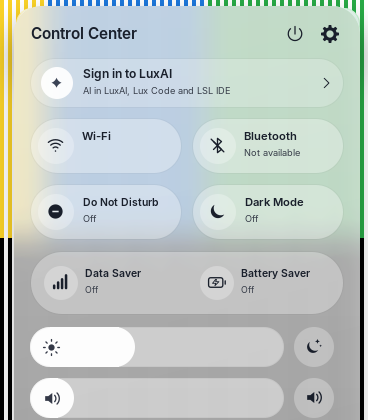 Control Center
Sign in to LuxAI
AI in LuxAI, Lux Code and LSL IDE
Wi-Fi
Bluetooth
Not available
Do Not Disturb
Off
Dark Mode
Off
Data Saver
Off
Battery Saver
Off